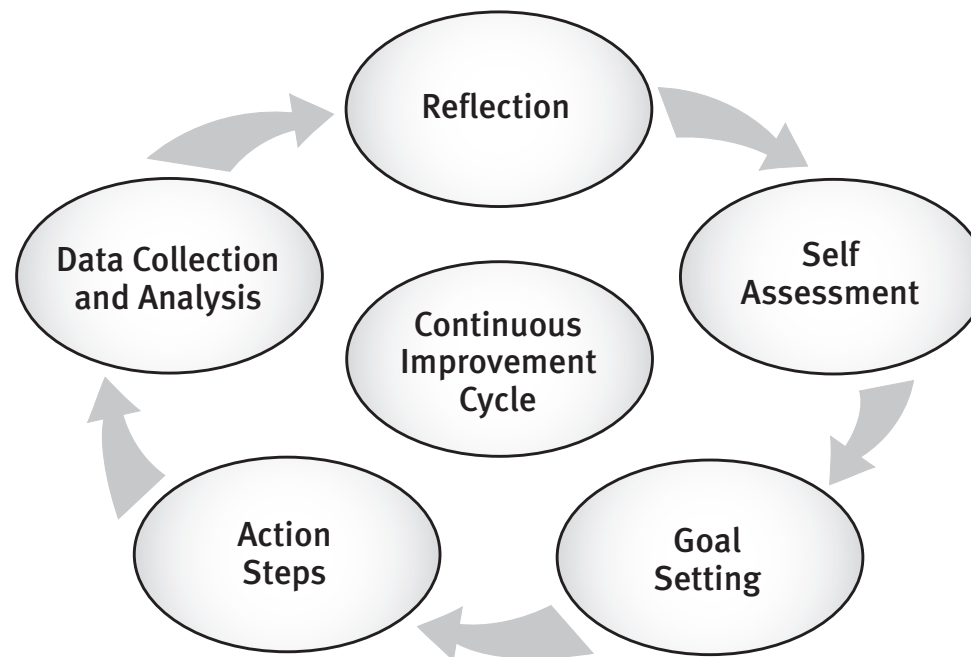 Reflection
Self
Assessment
Goal
Setting
Action
Steps
Data Collection
and Analysis
Continuous
Improvement
Cycle